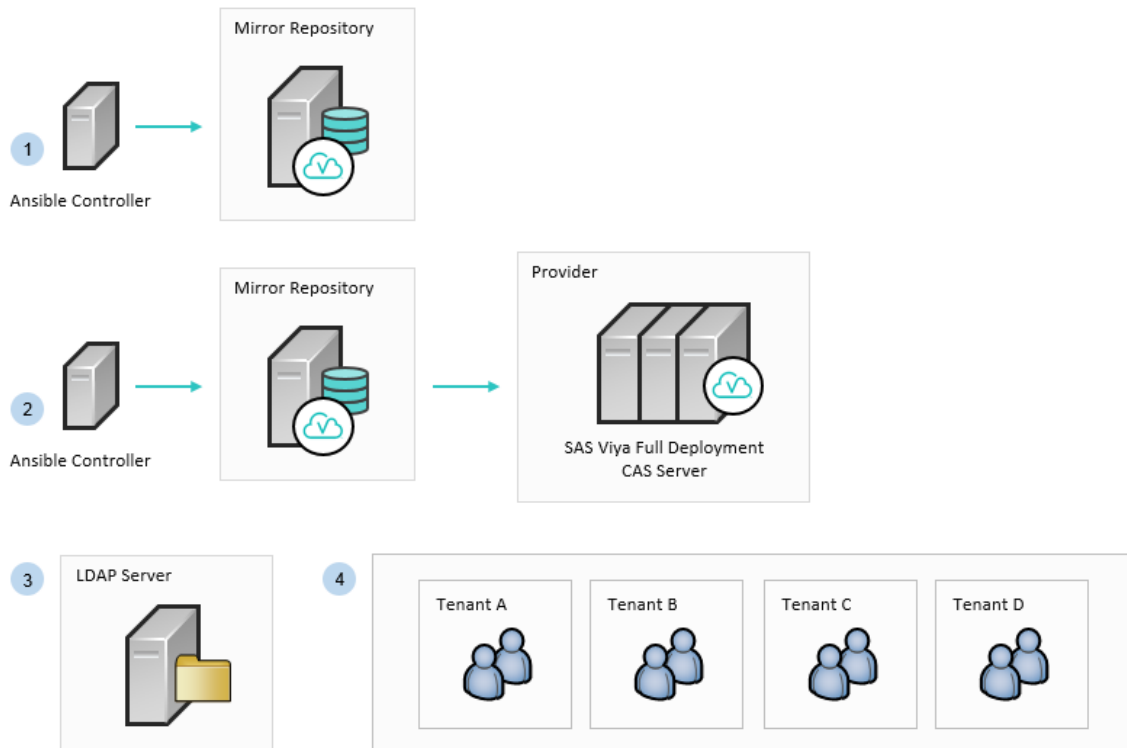 Mirror Repository
1
Ansible Controller
Mirror Repository
Provider
2
Ansible Controller
SAS Viya Full Deployment
CAS Server
3
LDAP Server
4
Tenant A
Tenant B
Tenant C
Tenant D